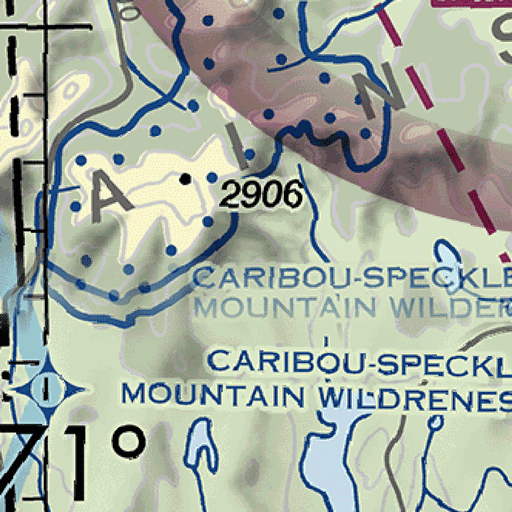 S
N
I
A
2906
CARIBOU-SPECKLE
MOUNTAIN WILDER
CARIBOU-SPECKL
MOUNTAIN WILDRENES
71°